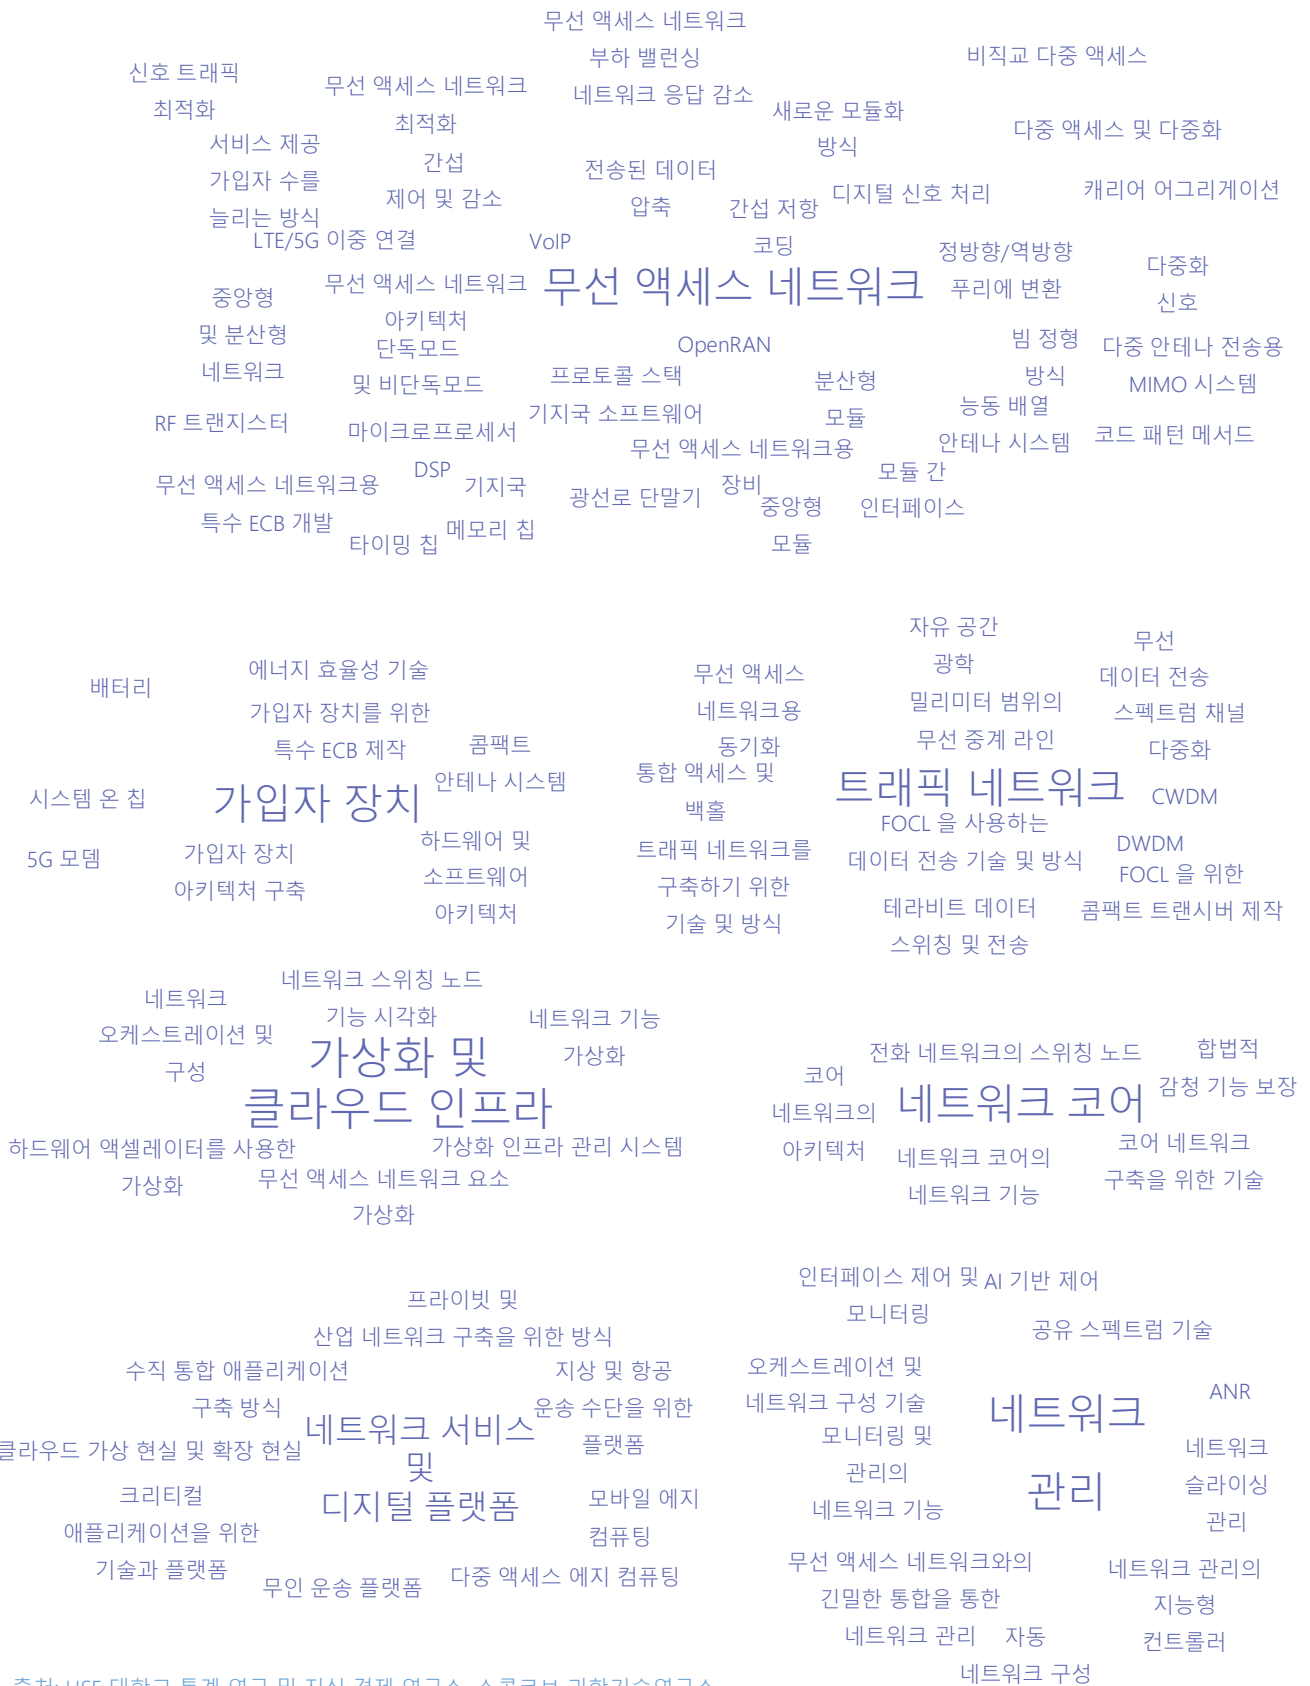 무선 액세스 네트워크
부하 밸런싱
네트워크 응답 감소
비직교 다중 액세스
신호 트래픽
최적화
무선 액세스 네트워크
최적화
새로운 모듈화
방식
다중 액세스 및 다중화
서비스 제공
가입자 수를
늘리는 방식
간섭
제어 및 감소
전송된 데이터
압축
간섭 저항
코딩
디지털 신호 처리
캐리어 어그리게이션
LTE/5G 이중 연결
VoIP
정방향/역방향
푸리에 변환
다중화
신호
무선 액세스 네트워크
아키텍처
무선 액세스 네트워크
중앙형
및 분산형
네트워크
단독모드
및 비단독모드
OpenRAN
빔 정형
방식
다중 안테나 전송용
MIMO 시스템
프로토콜 스택
분산형
모듈
능동 배열
안테나 시스템
RF 트랜지스터
마이크로프로세서
기지국 소프트웨어
코드 패턴 메서드
무선 액세스 네트워크용
장비
무선 액세스 네트워크용
특수 ECB 개발
DSP
기지국
광선로 단말기
중앙형
모듈
모듈 간
인터페이스
타이밍 칩
메모리 칩
배터리
에너지 효율성 기술
가입자 장치를 위한
특수 ECB 제작
콤팩트
안테나 시스템
시스템 온 칩
가입자 장치
5G 모뎀
가입자 장치
아키텍처 구축
하드웨어 및
소프트웨어
아키텍처
자유 공간
광학
무선
데이터 전송
무선 액세스
네트워크용
동기화
밀리미터 범위의
무선 중계 라인
스펙트럼 채널
다중화
통합 액세스 및
백홀
트래픽 네트워크
CWDM
FOCL 을 사용하는
데이터 전송 기술 및 방식
DWDM
트래픽 네트워크를
구축하기 위한
기술 및 방식
FOCL 을 위한
콤팩트 트랜시버 제작
테라비트 데이터
스위칭 및 전송
네트워크 스위칭 노드
기능 시각화
네트워크
오케스트레이션 및
구성
네트워크 기능
가상화
가상화 및
클라우드 인프라
하드웨어 액셀레이터를 사용한
가상화
가상화 인프라 관리 시스템
무선 액세스 네트워크 요소
가상화
전화 네트워크의 스위칭 노드
합법적
감청 기능 보장
코어
네트워크의
아키텍처
네트워크 코어
네트워크 코어의
네트워크 기능
코어 네트워크
구축을 위한 기술
프라이빗 및
산업 네트워크 구축을 위한 방식
수직 통합 애플리케이션
구축 방식
지상 및 항공
운송 수단을 위한
플랫폼
네트워크 서비스
및
디지털 플랫폼
클라우드 가상 현실 및 확장 현실
크리티컬
애플리케이션을 위한
기술과 플랫폼
모바일 에지
컴퓨팅
무인 운송 플랫폼
다중 액세스 에지 컴퓨팅
인터페이스 제어 및
모니터링
AI 기반 제어
공유 스펙트럼 기술
오케스트레이션 및
네트워크 구성 기술
네트워크
관리
ANR
모니터링 및
관리의
네트워크 기능
네트워크
슬라이싱
관리
무선 액세스 네트워크와의
긴밀한 통합을 통한
네트워크 관리
네트워크 관리의
지능형
컨트롤러
자동
네트워크 구성